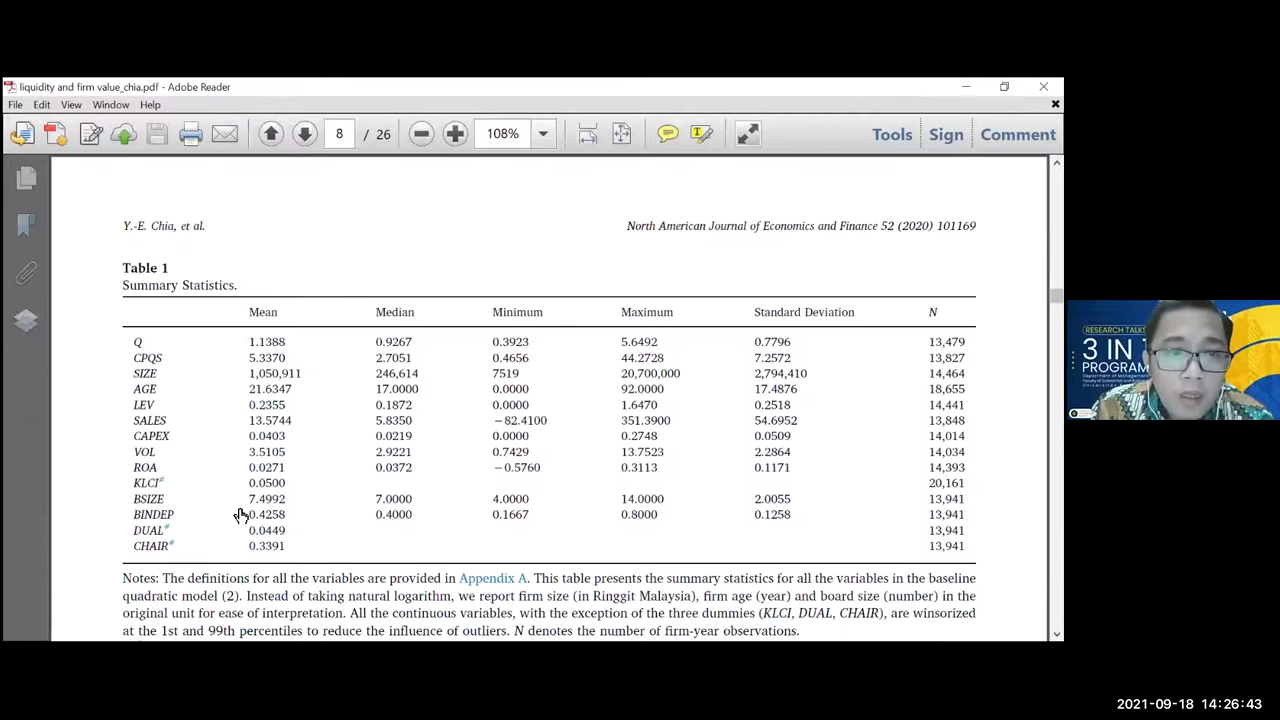 liquidity and firm value_chia.pdf - Adobe Reader
File Edit View Window Help
8 / 26 108% Tools Sign Comment
Y.-E. Chia, et al. North American Journal of Economics and Finance 52 (2020) 101169
Table 1
Summary Statistics.
Mean Median Minimum Maximum Standard Deviation N
Q 1.1388 0.9267 0.3923 5.6492 0.7796 13,479
CPQS 5.3370 2.7051 0.4656 44.2728 7.2572 13,827
SIZE 1,050,911 246,614 7519 20,700,000 2,794,410 14,464
AGE 21.6347 17.0000 0.0000 92.0000 17.4876 18,655
LEV 0.2355 0.1872 0.0000 1.6470 0.2518 14,441
SALES 13.5744 5.8350 −82.4100 351.3900 54.6952 13,848
CAPEX 0.0403 0.0219 0.0000 0.2748 0.0509 14,014
VOL 3.5105 2.9221 0.7429 13.7523 2.2864 14,034
ROA 0.0271 0.0372 −0.5760 0.3113 0.1171 14,393
KLCI# 0.0500 20,161
BSIZE 7.4992 7.0000 4.0000 14.0000 2.0055 13,941
BINDEP 0.4258 0.4000 0.1667 0.8000 0.1258 13,941
DUAL# 0.0449 13,941
CHAIR# 0.3391 13,941
Notes: The definitions for all the variables are provided in Appendix A. This table presents the summary statistics for all the variables in the baseline
quadratic model (2). Instead of taking natural logarithm, we report firm size (in Ringgit Malaysia), firm age (year) and board size (number) in the
original unit for ease of interpretation. All the continuous variables, with the exception of the three dummies (KLCI, DUAL, CHAIR), are winsorized
at the 1st and 99th percentiles to reduce the influence of outliers. N denotes the number of firm-year observations.
RESEARCH TALKS
3 IN
PROGRAM
2021-09-18 14:26:43